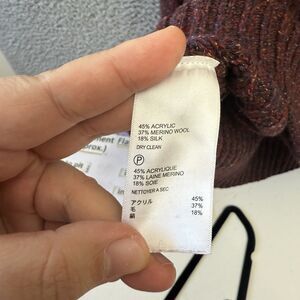 45% ACRYLIC
37% MERINO WOOL
18% SILK
DRY CLEAN
P
45% ACRYLIQUE
37% LAINE MERINO
18% SOIE
NETTOYER A SEC
アクリル 45%
毛 37%
絹 18%